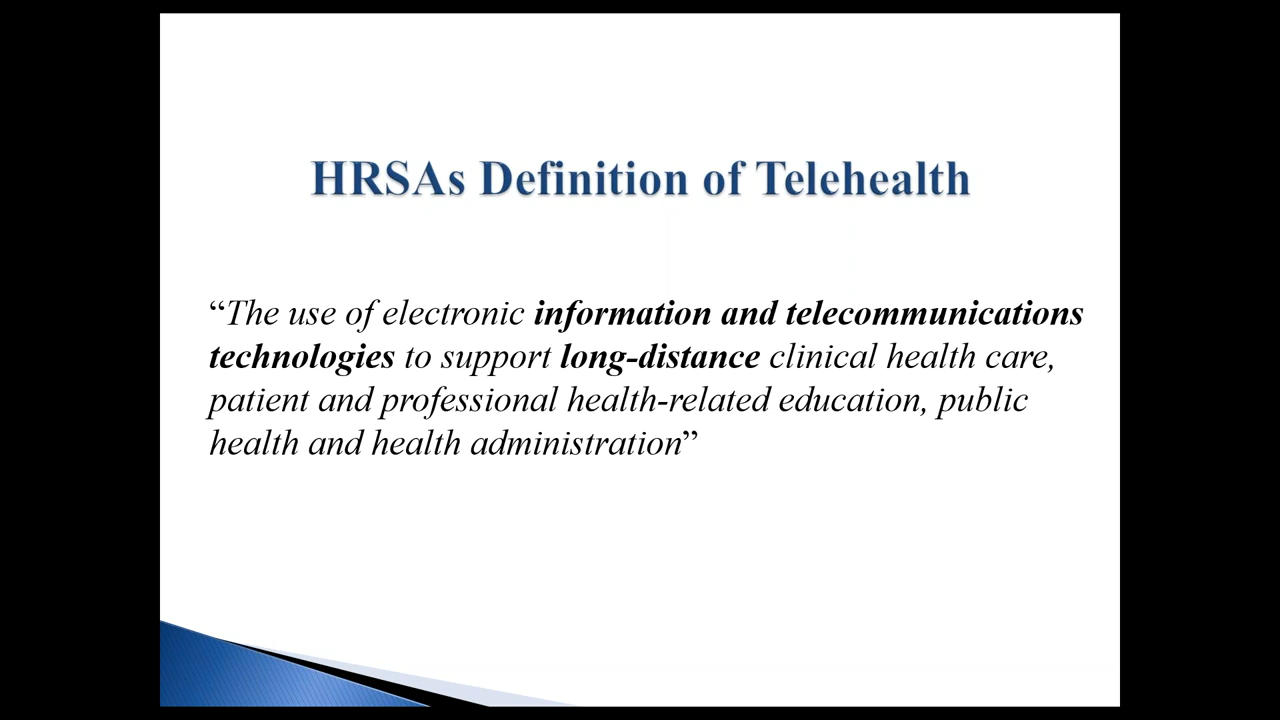 HRSAs Definition of Telehealth
“The use of electronic information and telecommunications
technologies to support long-distance clinical health care,
patient and professional health-related education, public
health and health administration”